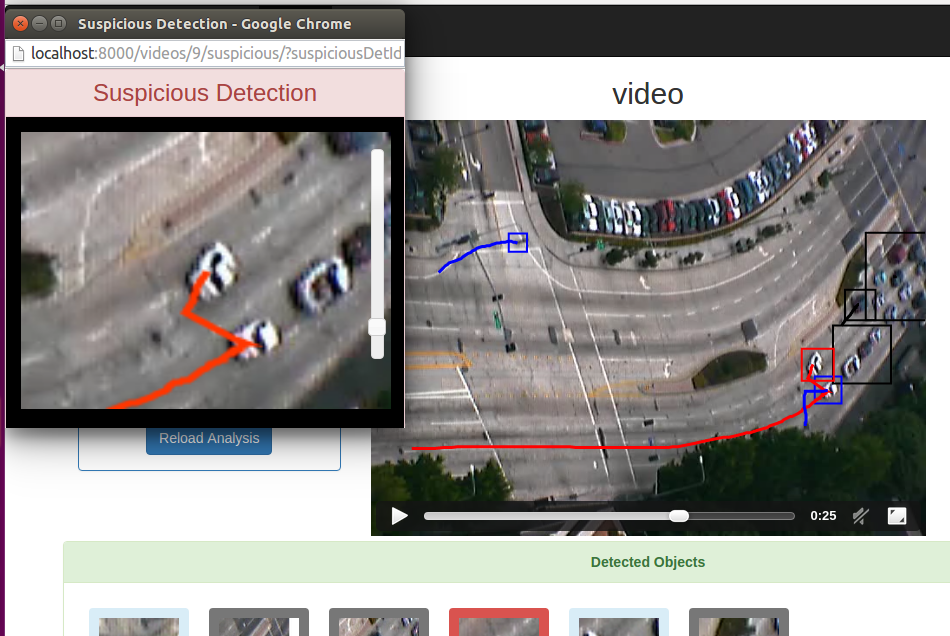 Suspicious Detection - Google Chrome
localhost:8000/videos/9/suspicious/?suspiciousDetId
Suspicious Detection
video
Reload Analysis
0:25
Detected Objects